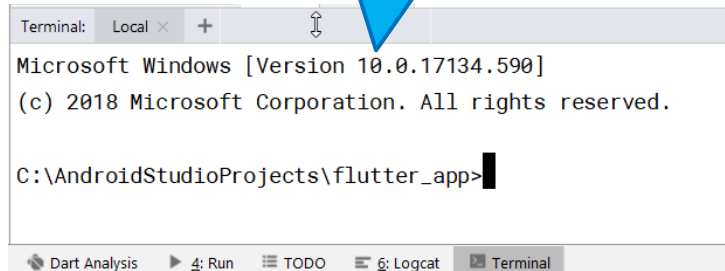 Terminal: Local × +
Microsoft Windows [Version 10.0.17134.590]
(c) 2018 Microsoft Corporation. All rights reserved.
C:\AndroidStudioProjects\flutter_app>
Dart Analysis 4: Run TODO 6: Logcat Terminal